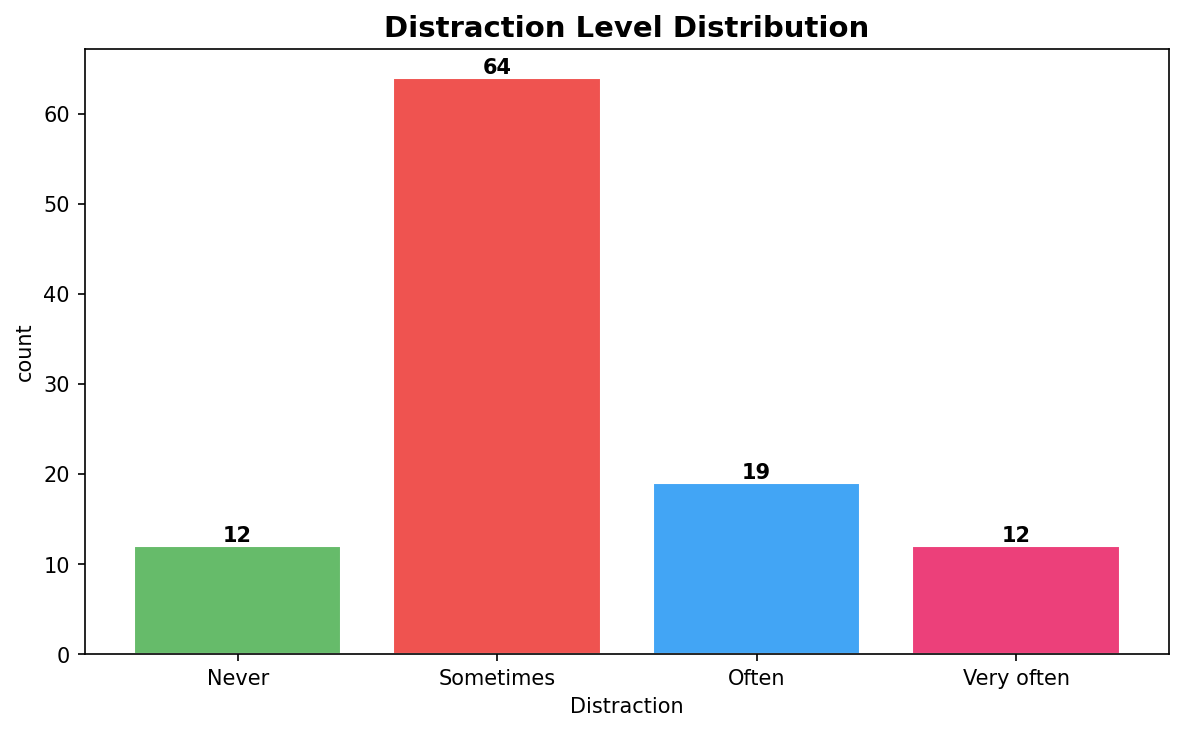 Distraction Level Distribution
64
60
50
40
count
30
20
19
12
12
10
0
Never Sometimes Often Very often
Distraction